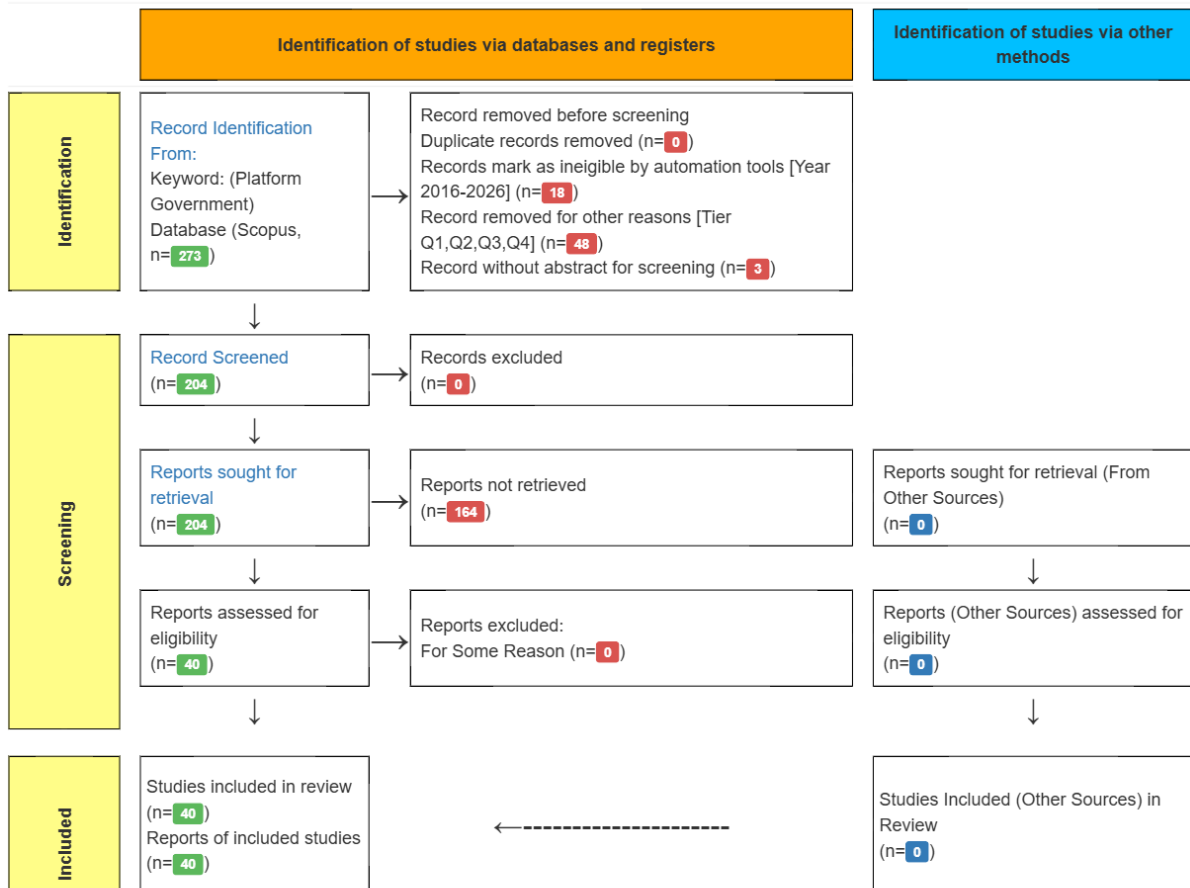 Identification of studies via databases and registers
Identification of studies via other
methods
Identification
Record Identification
From:
Keyword: (Platform
Government)
Database (Scopus,
n= 273 )
Record removed before screening
Duplicate records removed (n= 0 )
Records mark as ineigible by automation tools [Year
2016-2026] (n= 18 )
Record removed for other reasons [Tier
Q1,Q2,Q3,Q4] (n= 48 )
Record without abstract for screening (n= 3 )
Screening
Record Screened
(n= 204 )
Records excluded
(n= 0 )
Reports sought for
retrieval
(n= 204 )
Reports not retrieved
(n= 164 )
Reports sought for retrieval (From
Other Sources)
(n= 0 )
Reports assessed for
eligibility
(n= 40 )
Reports excluded:
For Some Reason (n= 0 )
Reports (Other Sources) assessed for
eligibility
(n= 0 )
Included
Studies included in review
(n= 40 )
Reports of included studies
(n= 40 )
Studies Included (Other Sources) in
Review
(n= 0 )